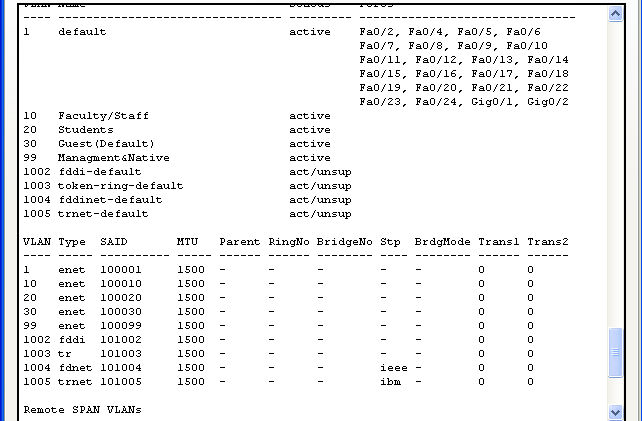 VLAN Name                             Status    Ports
---- -------------------------------- --------- -------------------------------
1    default                          active    Fa0/2, Fa0/4, Fa0/5, Fa0/6
                                                Fa0/7, Fa0/8, Fa0/9, Fa0/10
                                                Fa0/11, Fa0/12, Fa0/13, Fa0/14
                                                Fa0/15, Fa0/16, Fa0/17, Fa0/18
                                                Fa0/19, Fa0/20, Fa0/21, Fa0/22
                                                Fa0/23, Fa0/24, Gig0/1, Gig0/2
10   Faculty/Staff                    active
20   Students                         active
30   Guest(Default)                   active
99   Managment&Native                 active
1002 fddi-default                     act/unsup
1003 token-ring-default               act/unsup
1004 fddinet-default                  act/unsup
1005 trnet-default                    act/unsup
VLAN Type  SAID       MTU   Parent RingNo BridgeNo Stp  BrdgMode Trans1 Trans2
---- ----- ---------- ----- ------ ------ -------- ---- -------- ------ ------
1    enet  100001     1500  -      -      -        -    -        0      0
10   enet  100010     1500  -      -      -        -    -        0      0
20   enet  100020     1500  -      -      -        -    -        0      0
30   enet  100030     1500  -      -      -        -    -        0      0
99   enet  100099     1500  -      -      -        -    -        0      0
1002 fddi  101002     1500  -      -      -        -    -        0      0
1003 tr    101003     1500  -      -      -        -    -        0      0
1004 fdnet 101004     1500  -      -      -        ieee -        0      0
1005 trnet 101005     1500  -      -      -        ibm  -        0      0
Remote SPAN VLANs